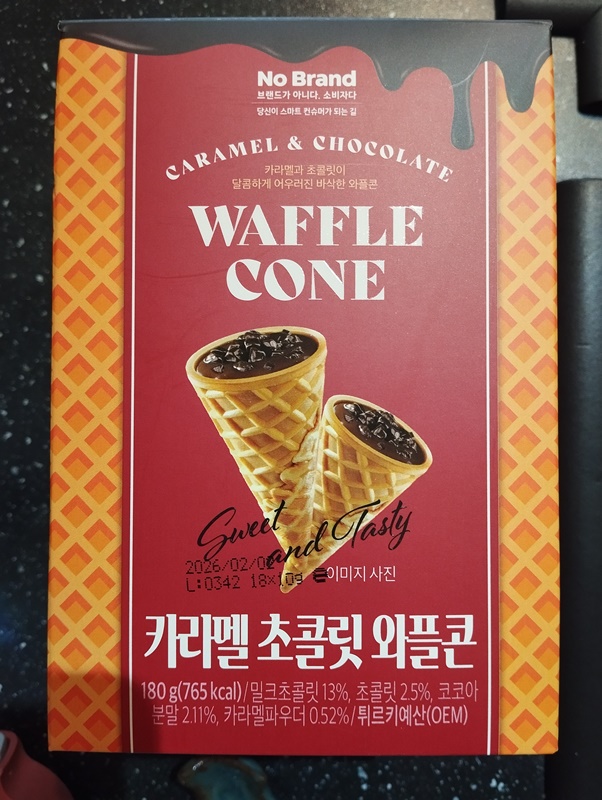 No Brand
브랜드가 아니다. 소비자다
당신이 스마트 컨슈머가 되는 길
CARAMEL & CHOCOLATE
카라멜과 초콜릿이
달콤하게 어우러진 바삭한 와플콘
WAFFLE
CONE
Sweet
and Tasty
L:0342 18x10g
이미지 사진
카라멜 초콜릿 와플콘
180 g(765 kcal)/밀크초콜릿 13%, 초콜릿 2.5%, 코코아
분말 2.11%, 카라멜파우더 0.52%/튀르키예산(OEM)